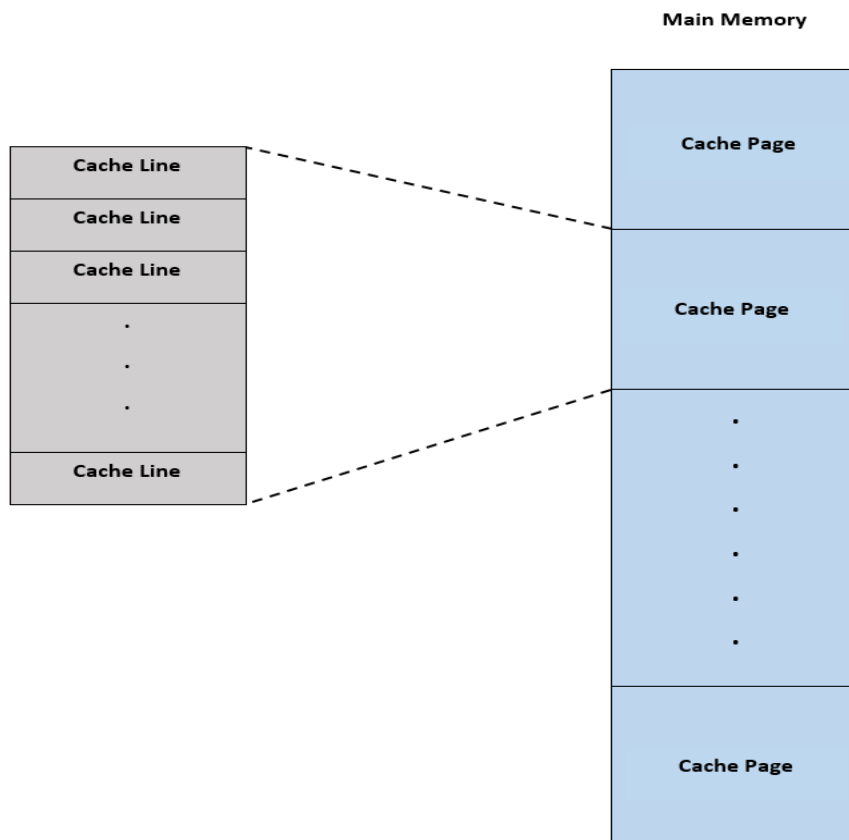 Main Memory
Cache Page
Cache Line
Cache Line
Cache Line
.
.
.
Cache Line
Cache Page
.
.
.
.
.
.
Cache Page